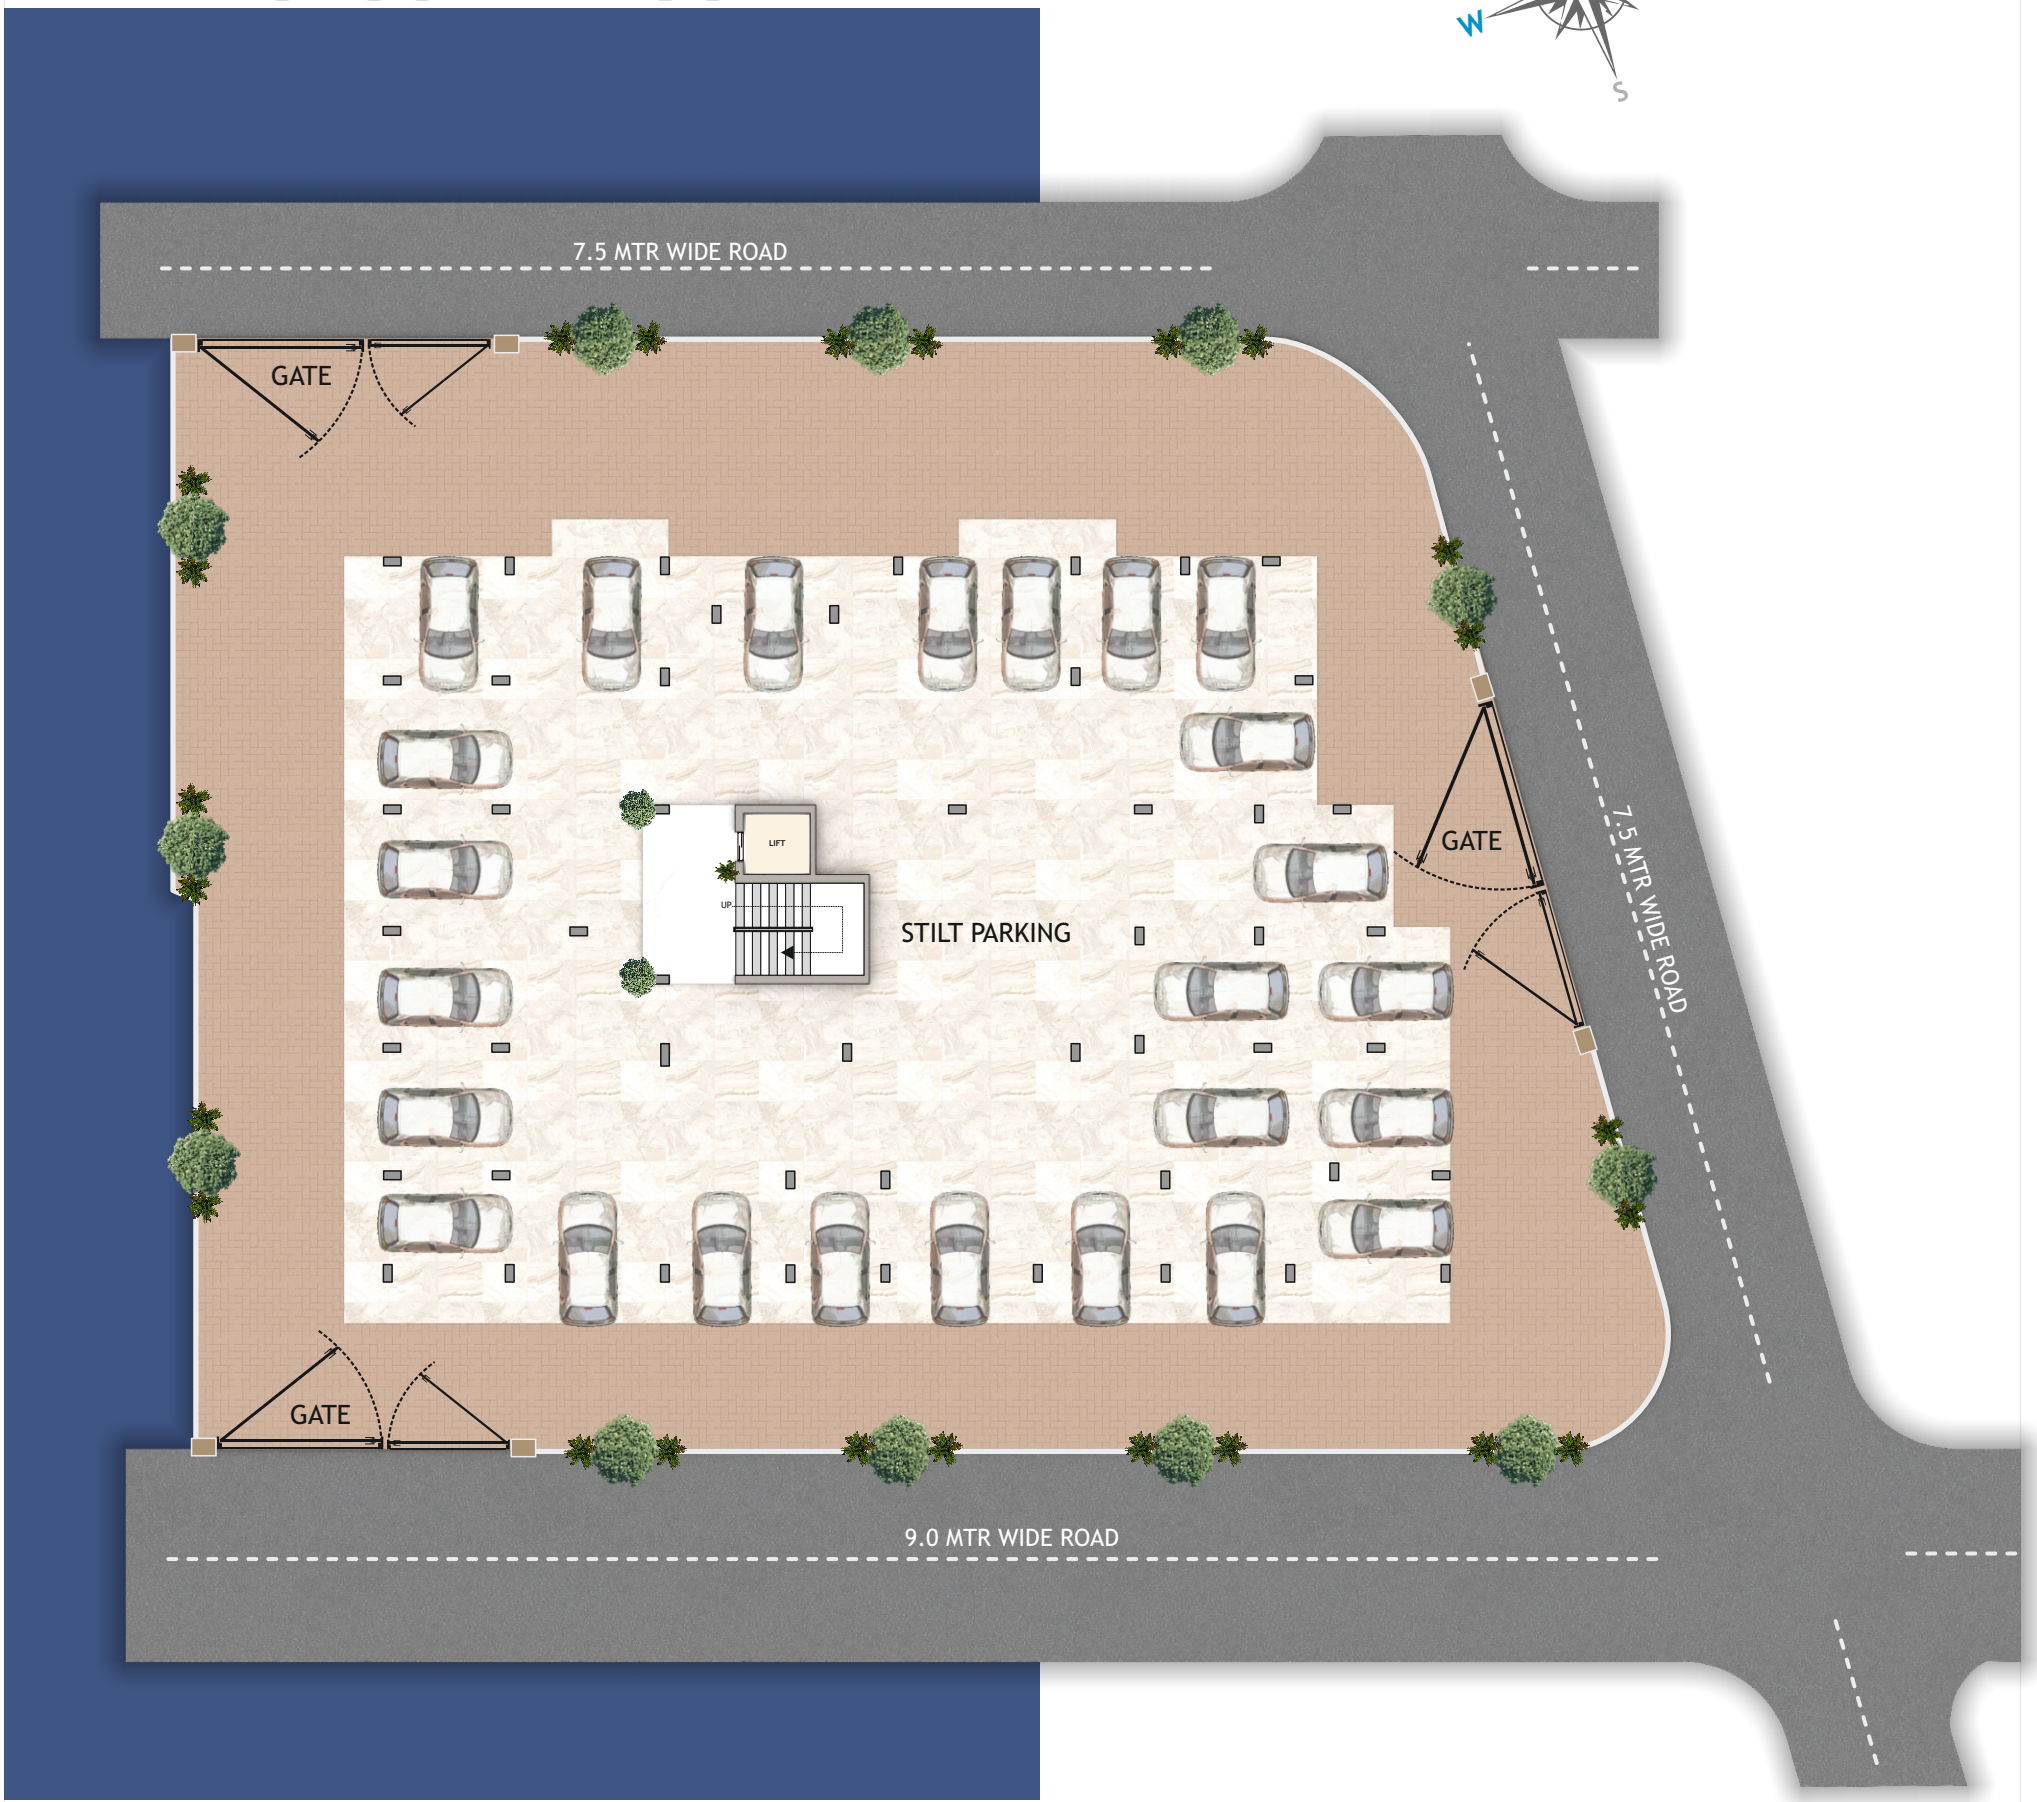 W
S
7.5 MTR WIDE ROAD
GATE
GATE
7.5 MTR WIDE ROAD
LIFT
UP
STILT PARKING
GATE
9.0 MTR WIDE ROAD